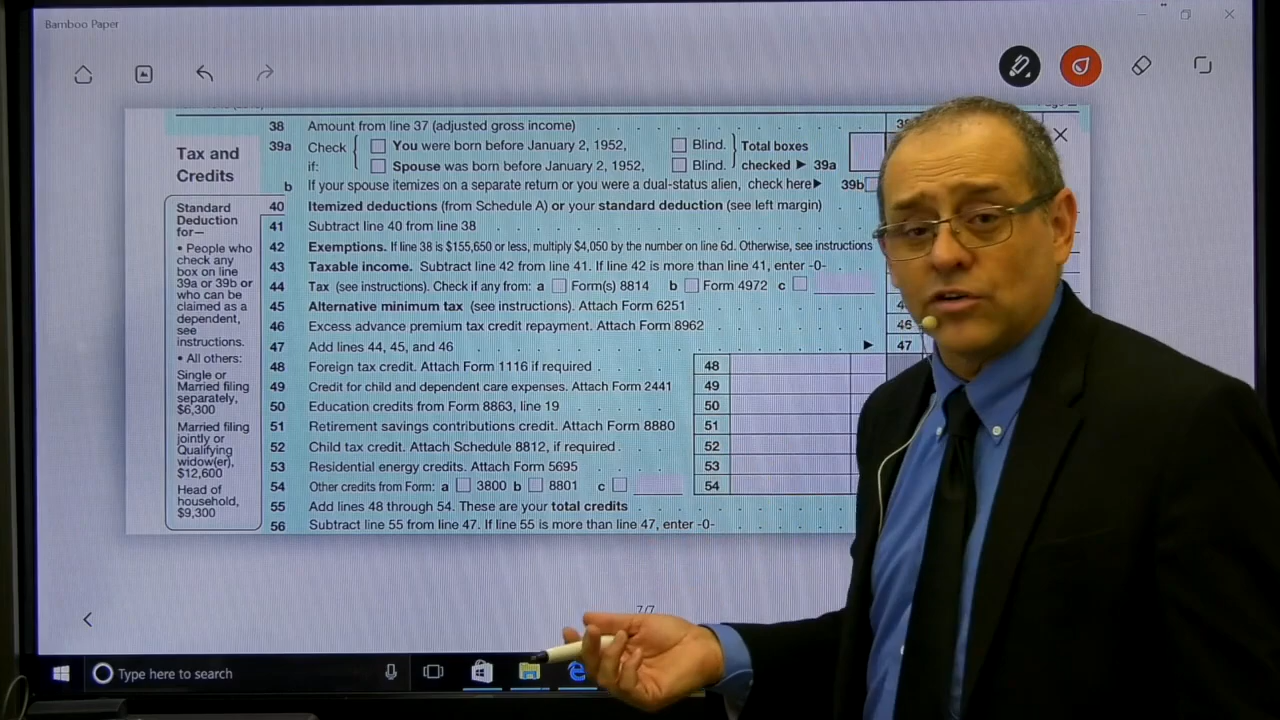 Bamboo Paper
38 Amount from line 37 (adjusted gross income)
Tax and
Credits
39a Check
if:
You were born before January 2, 1952,
Blind.
Spouse was born before January 2, 1952,
Blind.
Total boxes
checked ▶ 39a
b If your spouse itemizes on a separate return or you were a dual-status alien, check here ▶ 39b
Standard
Deduction
for—
• People who
check any
box on line
39a or 39b or
who can be
claimed as a
dependent,
see
instructions.
• All others:
Single or
Married filing
separately,
$6,300
Married filing
jointly or
Qualifying
widow(er),
$12,600
Head of
household,
$9,300
40 Itemized deductions (from Schedule A) or your standard deduction (see left margin)
41 Subtract line 40 from line 38
42 Exemptions. If line 38 is $155,650 or less, multiply $4,050 by the number on line 6d. Otherwise, see instructions
43 Taxable income. Subtract line 42 from line 41. If line 42 is more than line 41, enter -0-
44 Tax (see instructions). Check if any from: a Form(s) 8814 b Form 4972 c
45 Alternative minimum tax (see instructions). Attach Form 6251
46 Excess advance premium tax credit repayment. Attach Form 8962 46
47 Add lines 44, 45, and 46 ▶ 47
48 Foreign tax credit. Attach Form 1116 if required 48
49 Credit for child and dependent care expenses. Attach Form 2441 49
50 Education credits from Form 8863, line 19 50
51 Retirement savings contributions credit. Attach Form 8880 51
52 Child tax credit. Attach Schedule 8812, if required 52
53 Residential energy credits. Attach Form 5695 53
54 Other credits from Form: a 3800 b 8801 c 54
55 Add lines 48 through 54. These are your total credits
56 Subtract line 55 from line 47. If line 55 is more than line 47, enter -0-
7/7
Type here to search